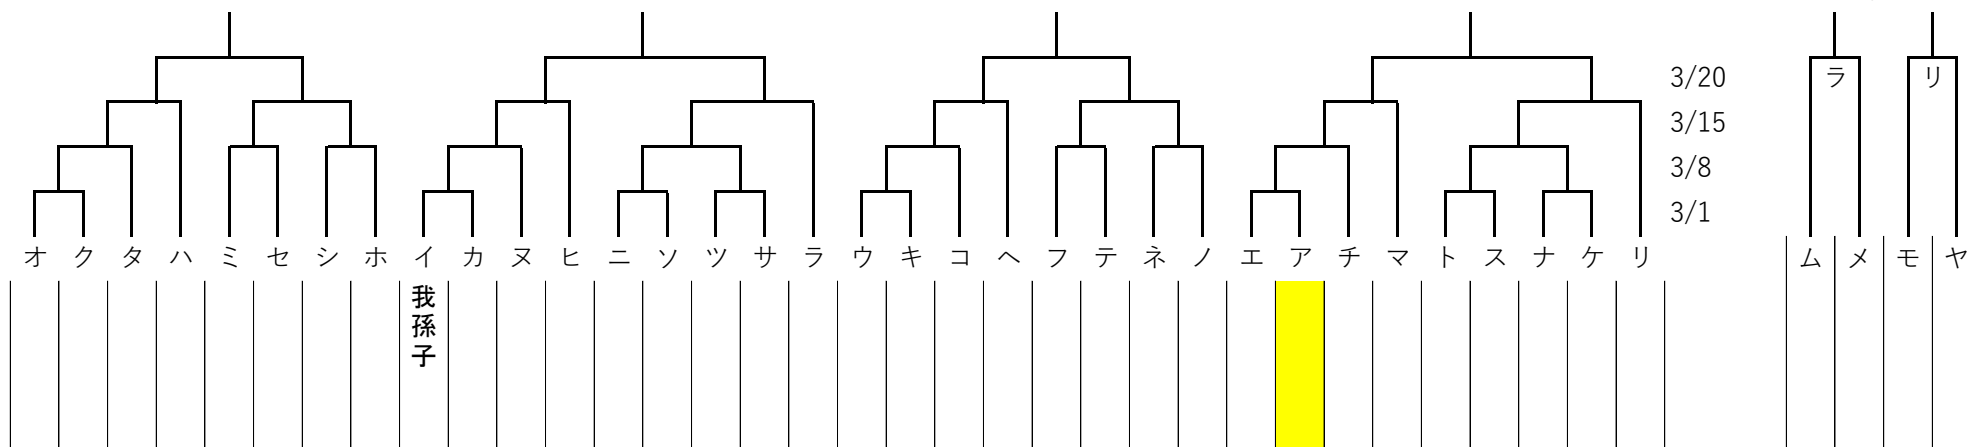 ラ リ
3/20
3/15
3/8
3/1
オ ク タ ハ ミ セ シ ホ イ カ ヌ ヒ ニ ソ ツ サ ラ ウ キ コ ヘ フ テ ネ ノ エ ア チ マ ト ス ナ ケ リ ム メ モ ヤ
我孫子